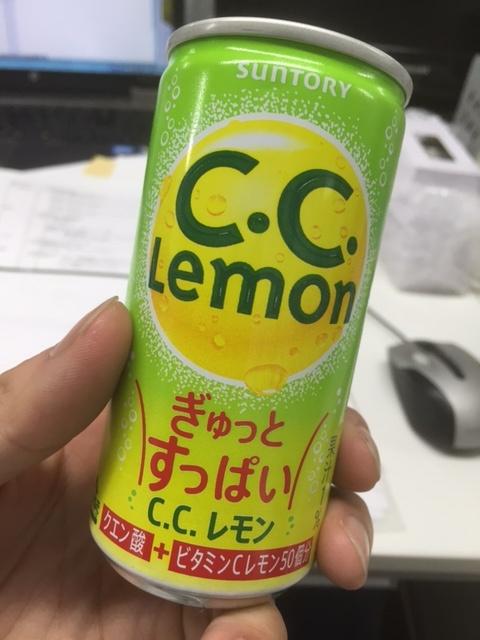 SUNTORY
C.C.
Lemon
ぎゅっと
すっぱい
C.C.レモン
クエン酸 + ビタミンCレモン50個分